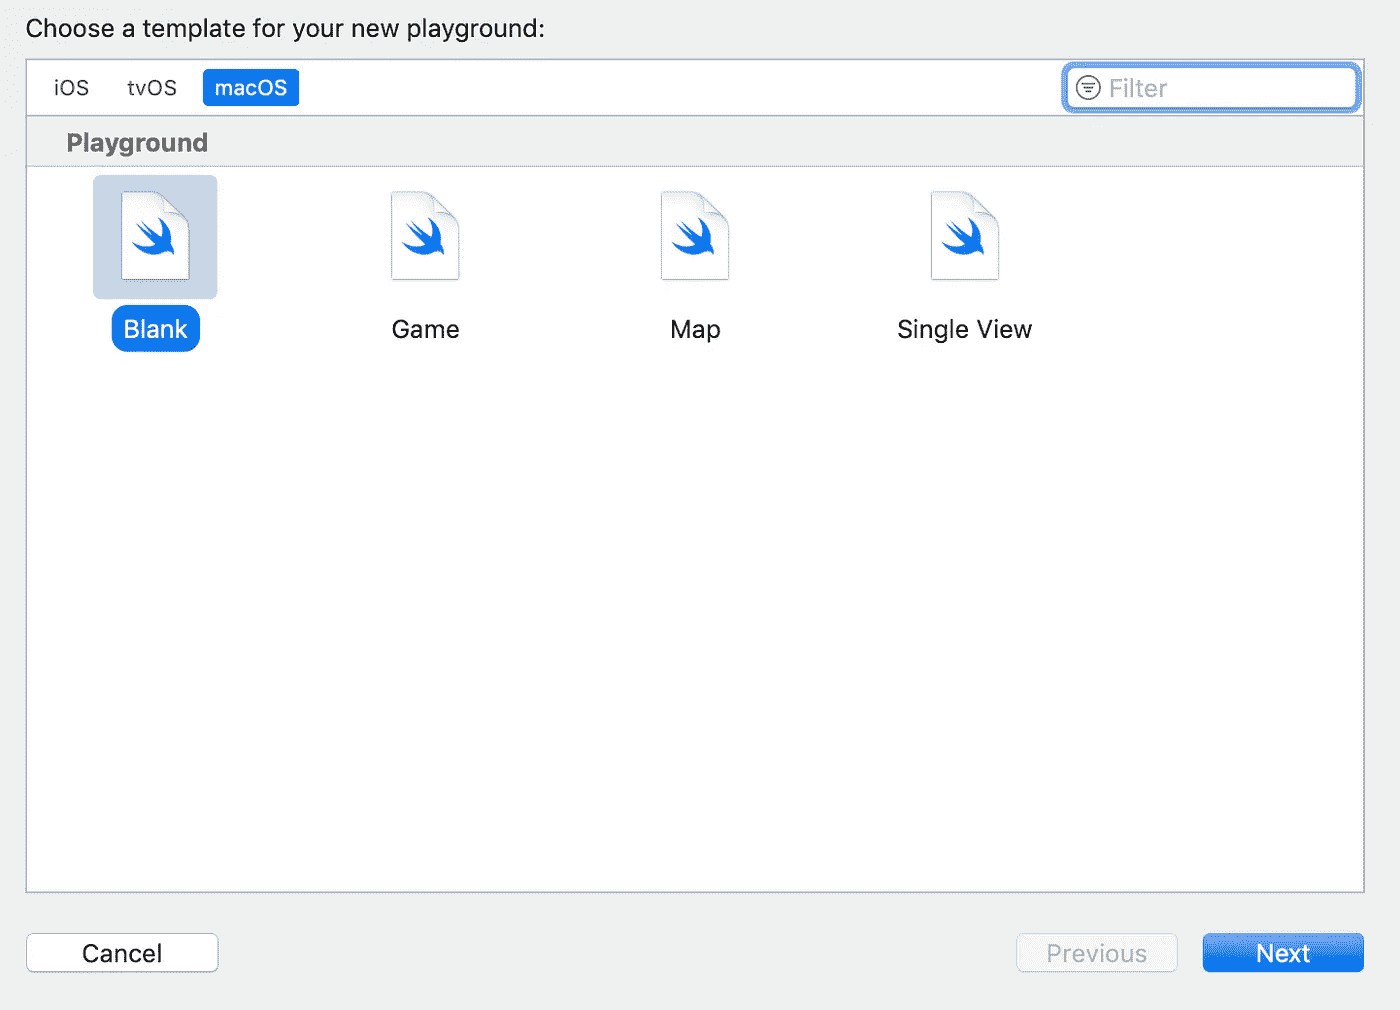 Choose a template for your new playground:
iOS tvOS macOS Filter
Playground
Blank Game Map Single View
Cancel Previous Next